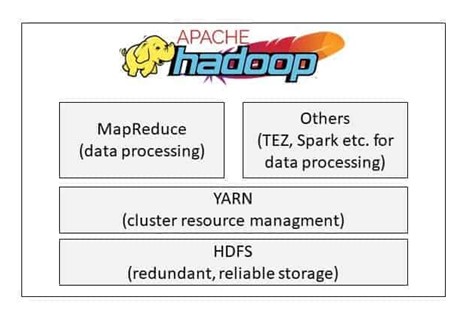 APACHE
hadoop
MapReduce
(data processing)
Others
(TEZ, Spark etc. for
data processing)
YARN
(cluster resource managment)
HDFS
(redundant, reliable storage)